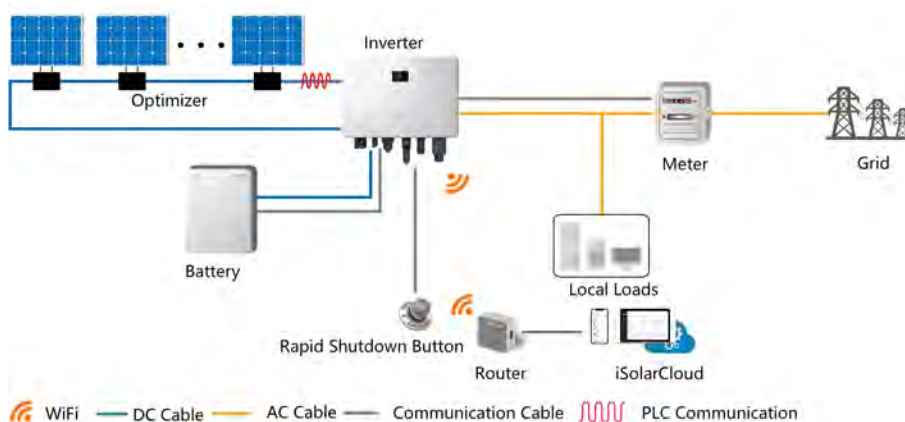 Inverter
Optimizer
Meter
Grid
Battery
Local Loads
Rapid Shutdown Button
Router
iSolarCloud
WiFi
DC Cable
AC Cable
Communication Cable
PLC Communication